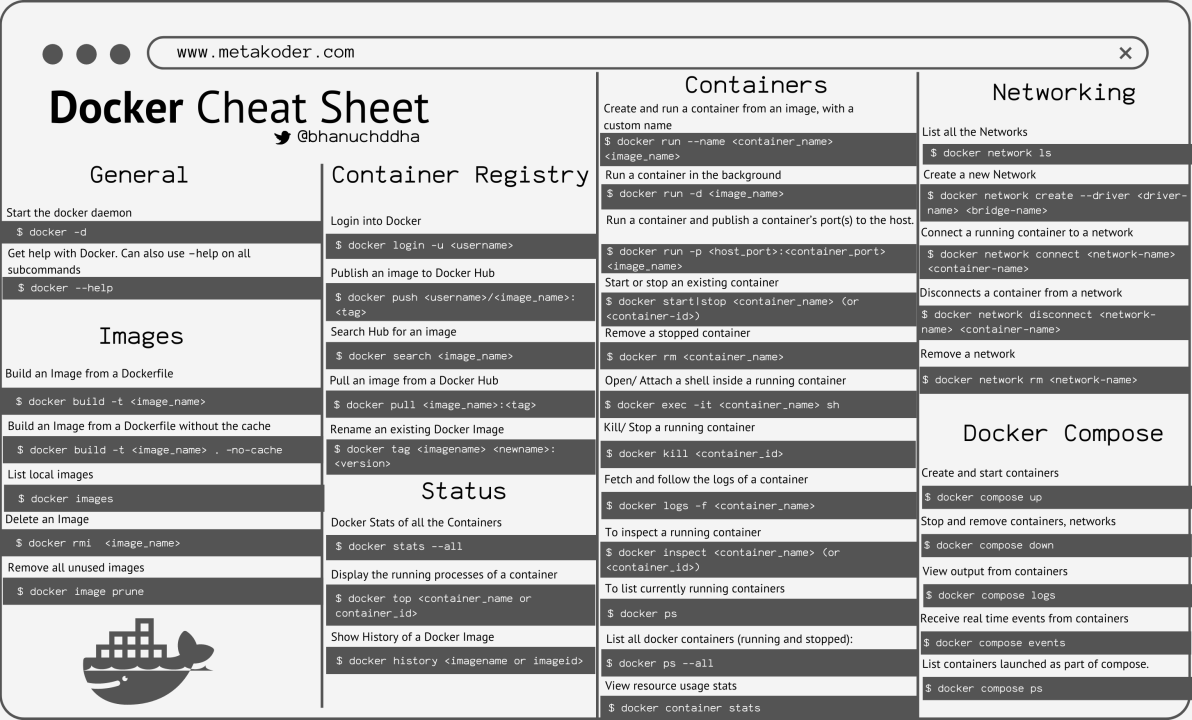 www.metakoder.com
×
Docker Cheat Sheet
@bhanuchddha
General
Start the docker daemon
$ docker -d
Get help with Docker. Can also use –help on all
subcommands
$ docker --help
Images
Build an Image from a Dockerfile
$ docker build -t <image_name>
Build an Image from a Dockerfile without the cache
$ docker build -t <image_name> . –no-cache
List local images
$ docker images
Delete an Image
$ docker rmi  <image_name>
Remove all unused images
$ docker image prune
Container Registry
Login into Docker
$ docker login -u <username>
Publish an image to Docker Hub
$ docker push <username>/<image_name>:
<tag>
Search Hub for an image
$ docker search <image_name>
Pull an image from a Docker Hub
$ docker pull <image_name>:<tag>
Rename an existing Docker Image
$ docker tag <imagename> <newname>:
<version>
Status
Docker Stats of all the Containers
$ docker stats --all
Display the running processes of a container
$ docker top <container_name or
container_id>
Show History of a Docker Image
$ docker history <imagename or imageid>
Containers
Create and run a container from an image, with a
custom name
$ docker run --name <container_name>
<image_name>
Run a container in the background
$ docker run -d <image_name>
Run a container and publish a container's port(s) to the host.
$ docker run -p <host_port>:<container_port>
<image_name>
Start or stop an existing container
$ docker start|stop <container_name> (or
<container-id>)
Remove a stopped container
$ docker rm <container_name>
Open/ Attach a shell inside a running container
$ docker exec -it <container_name> sh
Kill/ Stop a running container
$ docker kill <container_id>
Fetch and follow the logs of a container
$ docker logs -f <container_name>
To inspect a running container
$ docker inspect <container_name> (or
<container_id>)
To list currently running containers
$ docker ps
List all docker containers (running and stopped):
$ docker ps --all
View resource usage stats
$ docker container stats
Networking
List all the Networks
$ docker network ls
Create a new Network
$ docker network create --driver <driver-
name> <bridge-name>
Connect a running container to a network
$ docker network connect <network-name>
<container-name>
Disconnects a container from a network
$ docker network disconnect <network-
name> <container-name>
Remove a network
$ docker network rm <network-name>
Docker Compose
Create and start containers
$ docker compose up
Stop and remove containers, networks
$ docker compose down
View output from containers
$ docker compose logs
Receive real time events from containers
$ docker compose events
List containers launched as part of compose.
$ docker compose ps